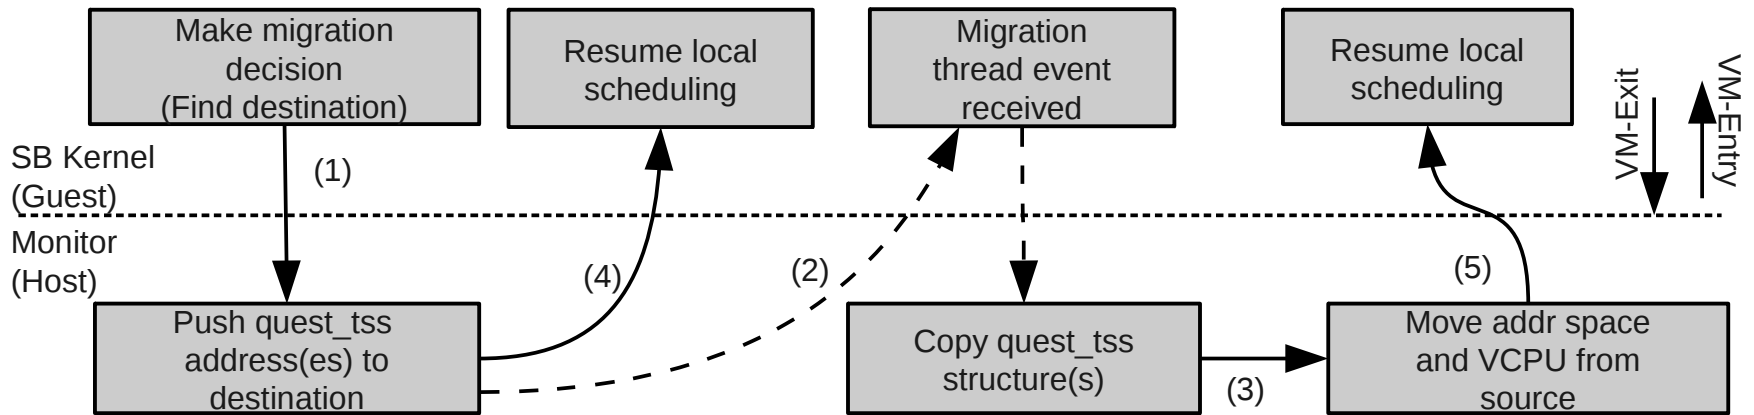 Make migration
decision
(Find destination)
Resume local
scheduling
Migration
thread event
received
Resume local
scheduling
VM-Exit
VM-Entry
SB Kernel
(Guest)
(1)
Monitor
(Host)
(4)
(2)
(5)
Push quest_tss
address(es) to
destination
Copy quest_tss
structure(s)
(3)
Move addr space
and VCPU from
source